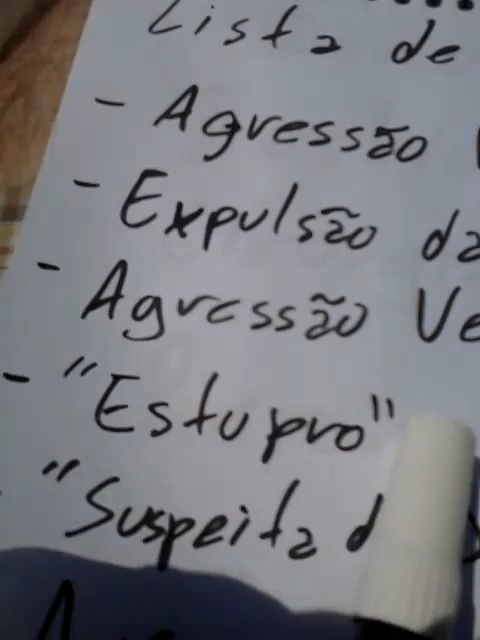 Lista de
- Agressão
- Expulsão da
- Agressão Ve
- "Estupro"
"Suspeita d